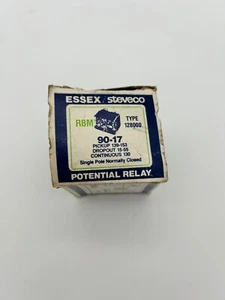 ESSEX / steveco
RBM
TYPE
128000
90-17
PICKUP 139-153
DROPOUT 15-55
CONTINUOUS 130
Single Pole Normally Closed
POTENTIAL RELAY